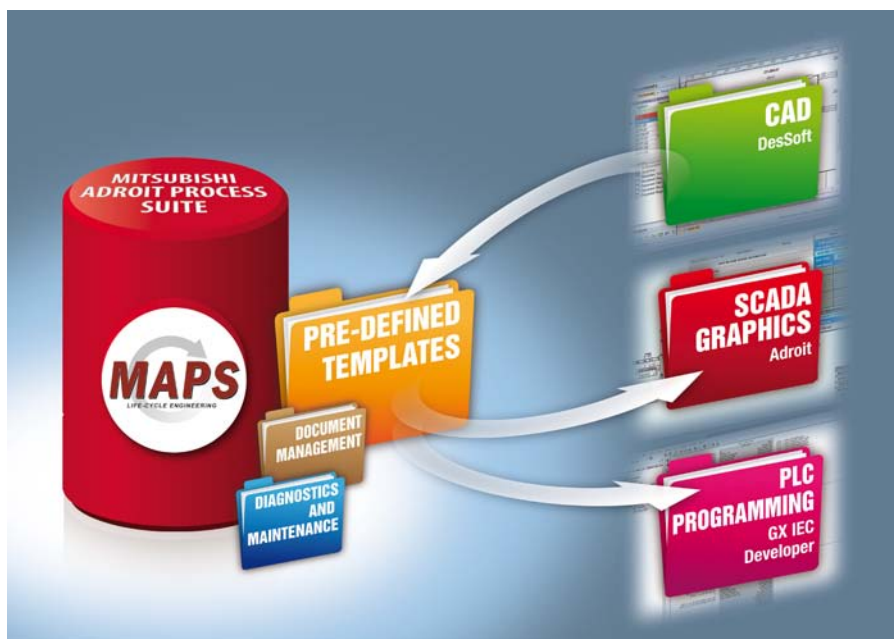 MITSUBISHI
ADROIT PROCESS
SUITE
MAPS
LIFE-CYCLE ENGINEERING
PRE-DEFINED
TEMPLATES
DOCUMENT
MANAGEMENT
DIAGNOSTICS
AND
MAINTENANCE
CAD
DesSoft
SCADA
GRAPHICS
Adroit
PLC
PROGRAMMING
GX IEC
Developer